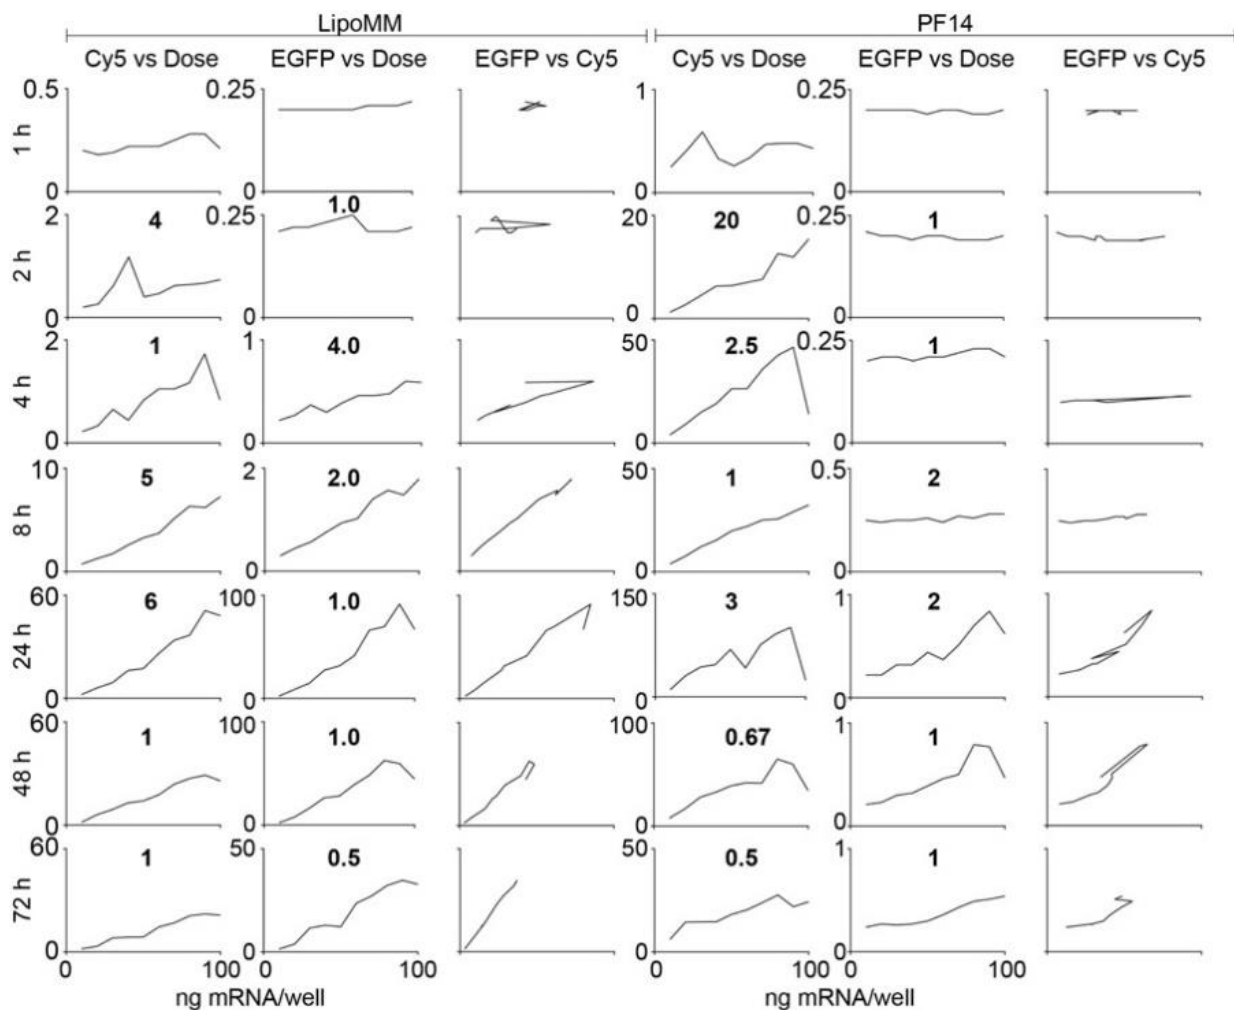 LipoMM PF14
Cy5 vs Dose EGFP vs Dose EGFP vs Cy5 Cy5 vs Dose EGFP vs Dose EGFP vs Cy5
1 h
0.5 0.25 1 0.25
0 0 0 0
2 h
2 4 0.25 1.0 20 20 0.25 1
0 0 0 0
4 h
2 1 1 4.0 50 2.5 0.25 1
0 0 0 0
8 h
10 5 2 2.0 50 1 0.5 2
0 0 0 0
24 h
60 6 100 1.0 150 3 1 2
0 0 0 0
48 h
60 1 100 1.0 100 0.67 1 1
0 0 0 0
72 h
60 1 50 0.5 50 0.5 1 1
0 0 0 0
0 100 0 100
ng mRNA/well ng mRNA/well